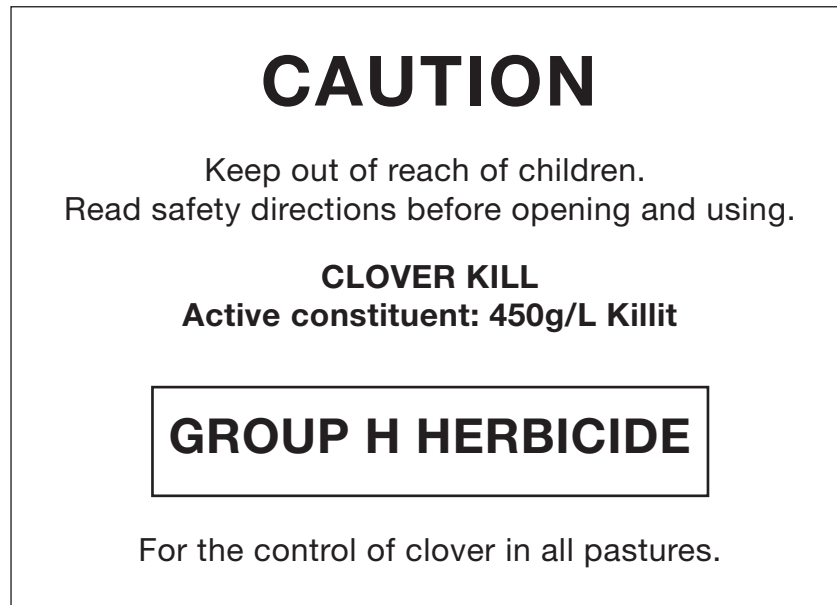 CAUTION
Keep out of reach of children.
Read safety directions before opening and using.
CLOVER KILL
Active constituent: 450g/L Killit
GROUP H HERBICIDE
For the control of clover in all pastures.